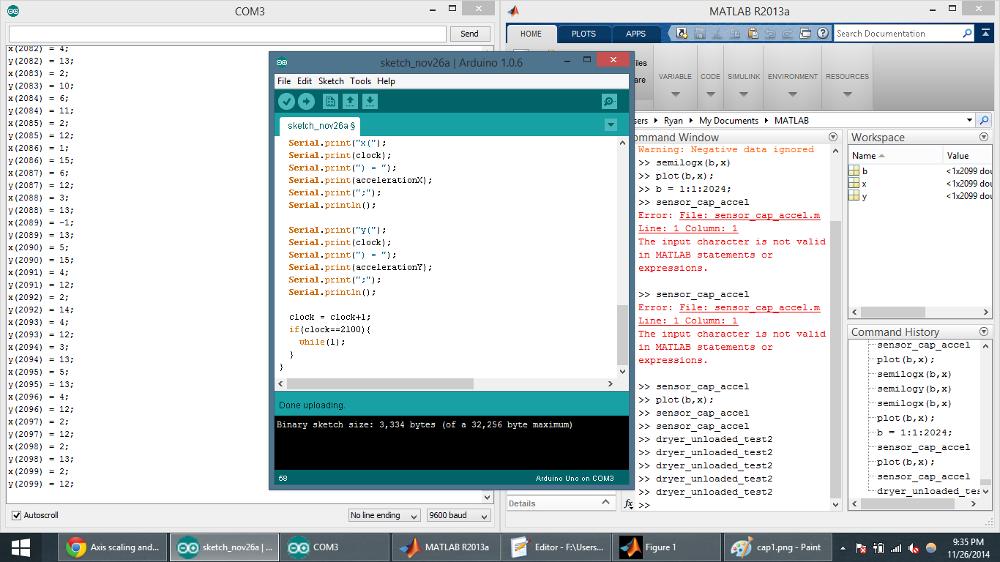 COM3
Send
x(2082) = 4;
y(2082) = 13;
x(2083) = 2;
y(2083) = 10;
x(2084) = 6;
y(2084) = 11;
x(2085) = 2;
y(2085) = 12;
x(2086) = 1;
y(2086) = 15;
x(2087) = 6;
y(2087) = 12;
x(2088) = 3;
y(2088) = 13;
x(2089) = -1;
y(2089) = 13;
x(2090) = 5;
y(2090) = 15;
x(2091) = 4;
y(2091) = 12;
x(2092) = 2;
y(2092) = 14;
x(2093) = 4;
y(2093) = 12;
x(2094) = 3;
y(2094) = 13;
x(2095) = 5;
y(2095) = 13;
x(2096) = 4;
y(2096) = 12;
x(2097) = 2;
y(2097) = 12;
x(2098) = 2;
y(2098) = 13;
x(2099) = 2;
y(2099) = 12;
Autoscroll
No line ending
9600 baud
sketch_nov26a | Arduino 1.0.6
File Edit Sketch Tools Help
sketch_nov26a §
Serial.print("x(");
Serial.print(clock);
Serial.print(") = ");
Serial.print(accelerationX);
Serial.print(";");
Serial.println();
Serial.print("y(");
Serial.print(clock);
Serial.print(") = ");
Serial.print(accelerationY);
Serial.print(";");
Serial.println();
clock = clock+1;
if(clock==2100){
while(1);
}
}
Done uploading.
Binary sketch size: 3,334 bytes (of a 32,256 byte maximum)
58
Arduino Uno on COM3
MATLAB R2013a
HOME PLOTS APPS
Search Documentation
iles
are
VARIABLE CODE SIMULINK ENVIRONMENT RESOURCES
sers Ryan My Documents MATLAB
ommand Window
Warning: Negative data ignored
>> semilogx(b,x)
>> plot(b,x);
>> b = 1:1:2024;
>> sensor_cap_accel
Error: File: sensor_cap_accel.m
Line: 1 Column: 1
The input character is not valid
in MATLAB statements or
expressions.
>> sensor_cap_accel
Error: File: sensor_cap_accel.m
Line: 1 Column: 1
The input character is not valid
in MATLAB statements or
expressions.
>> sensor_cap_accel
>> plot(b,x);
>> sensor_cap_accel
>> sensor_cap_accel
>> dryer_unloaded_test2
>> dryer_unloaded_test2
>> dryer_unloaded_test2
>> dryer_unloaded_test2
>> dryer_unloaded_test2
fx >>
Details
Workspace
Name Value
b <1x2099 dou
x <1x2099 dou
y <1x2099 dou
Command History
sensor_cap_accel
plot(b,x);
semilogx(b,x)
semilogy(b,x)
semilogx(b,x)
plot(b,x);
b = 1:1:2024;
sensor_cap_accel
plot(b,x);
sensor_cap_accel
dryer_unloaded_tes
Axis scaling and...
sketch_nov26a | ...
COM3
MATLAB R2013a
Editor - F:\Users...
Figure 1
cap1.png - Paint
9:35 PM
11/26/2014